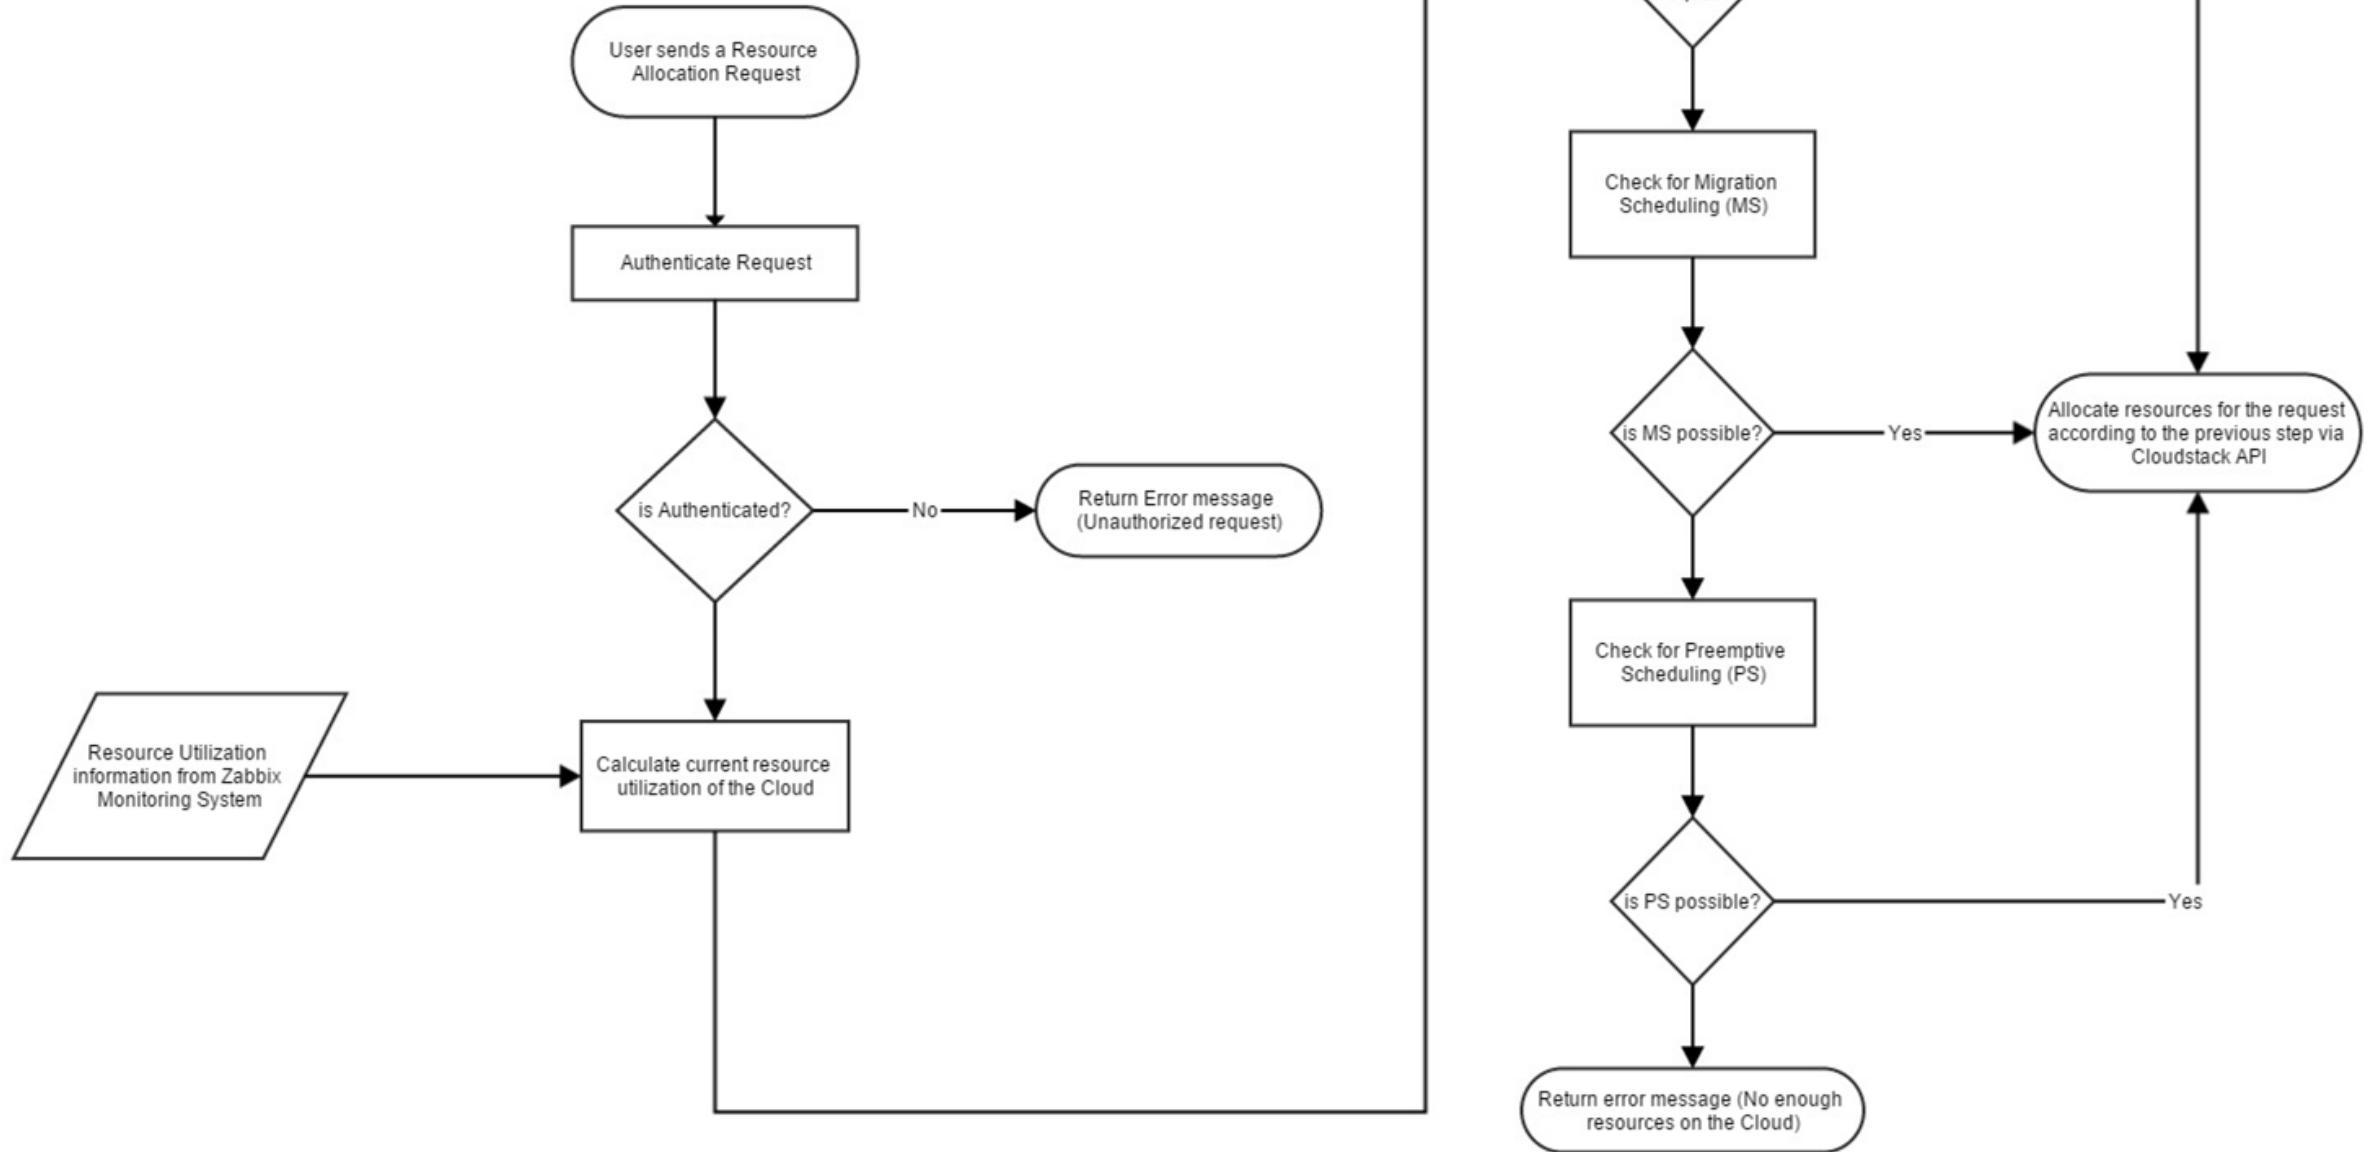 User sends a Resource
Allocation Request
Authenticate Request
is Authenticated?
No
Return Error message
(Unauthorized request)
Resource Utilization
information from Zabbix
Monitoring System
Calculate current resource
utilization of the Cloud
Check for Migration
Scheduling (MS)
is MS possible?
Yes
Allocate resources for the request
according to the previous step via
Cloudstack API
Check for Preemptive
Scheduling (PS)
is PS possible?
Yes
Return error message (No enough
resources on the Cloud)